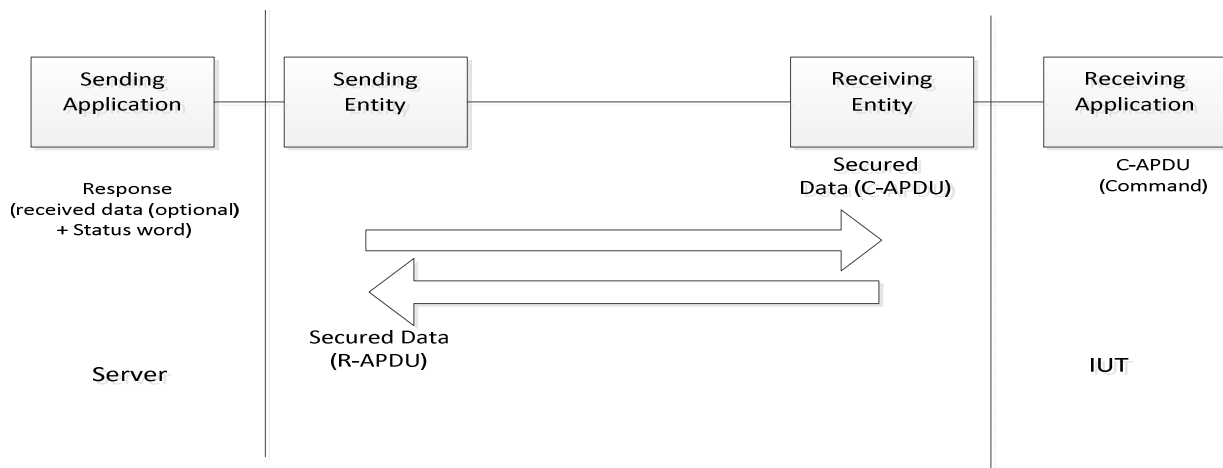 Sending
Application
Sending
Entity
Receiving
Entity
Receiving
Application
Response
(received data (optional)
+ Status word)
Secured
Data (C-APDU)
C-APDU
(Command)
Secured Data
(R-APDU)
Server
IUT